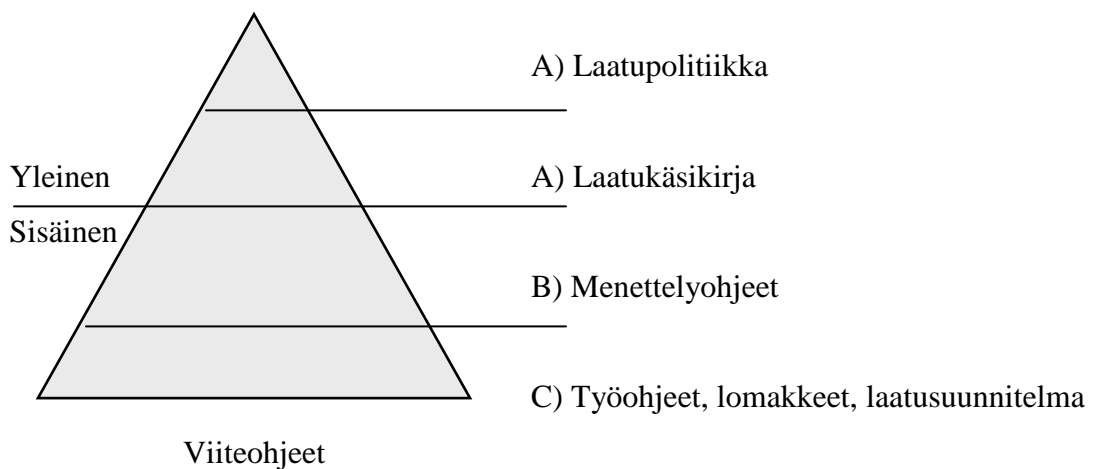 A) Laatupolitiikka
Yleinen
A) Laatukäsikirja
Sisäinen
B) Menettelyohjeet
C) Työohjeet, lomakkeet, laatusuunnitelma
Viiteohjeet